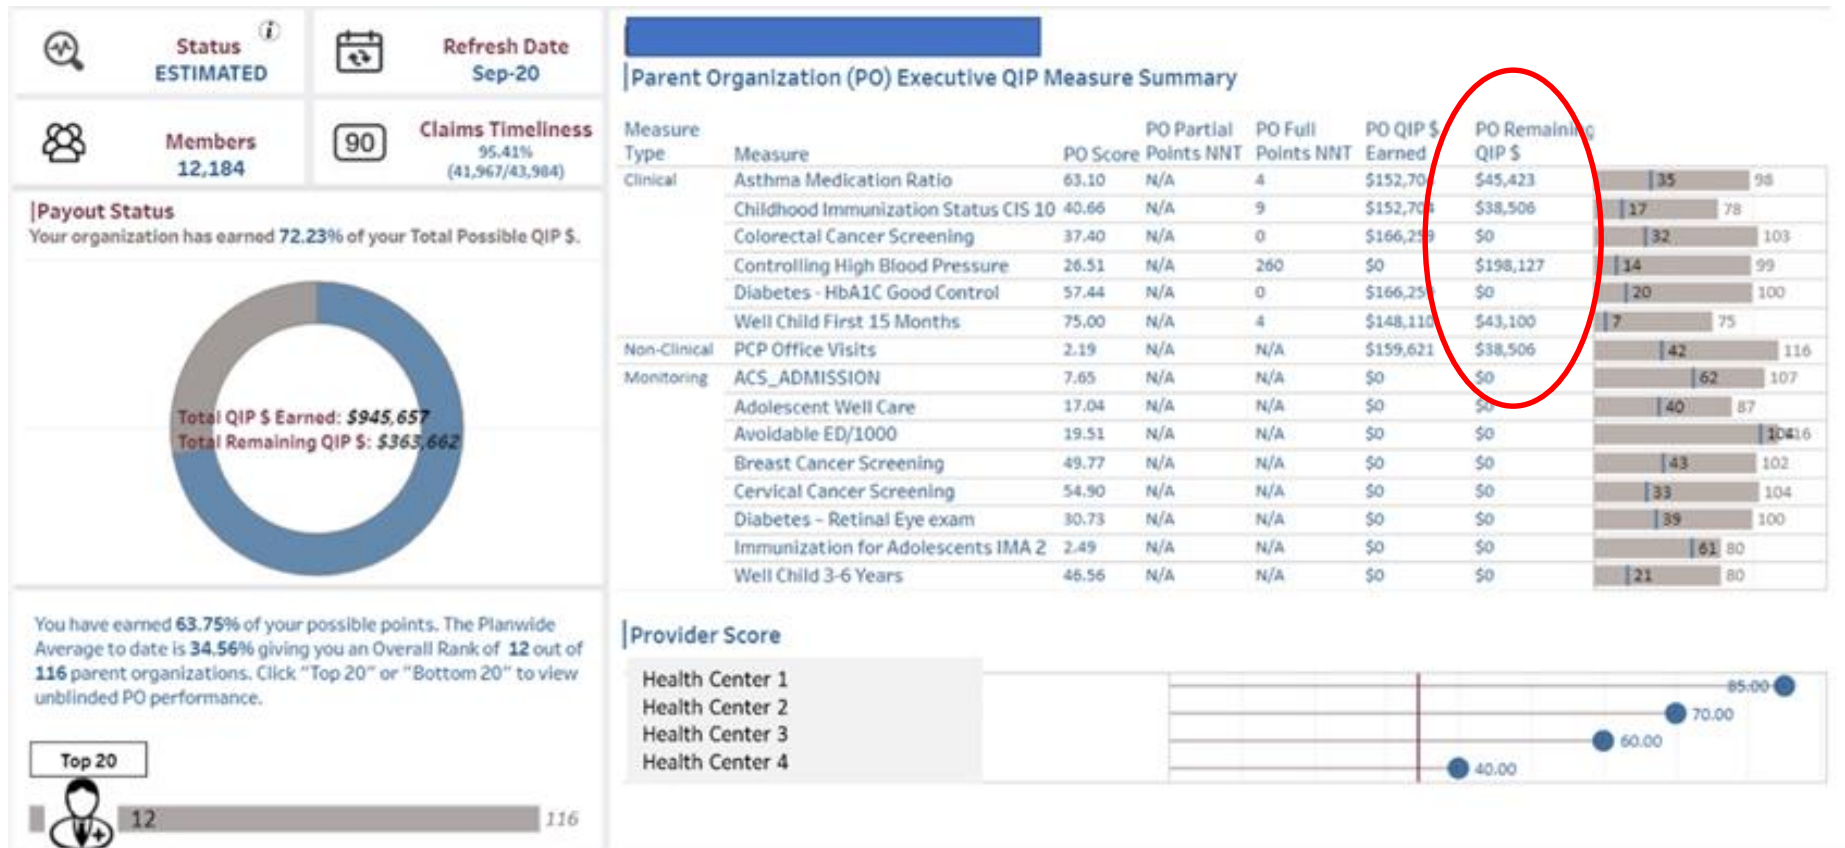 Status
ESTIMATED
Refresh Date
Sep-20
Members
12,184
90
Claims Timeliness
95.41%
(41,967/43,984)
|Payout Status
Your organization has earned 72.23% of your Total Possible QIP $.
Total QIP $ Earned: $945,657
Total Remaining QIP $: $363,662
You have earned 63.75% of your possible points. The Planwide
Average to date is 34.56% giving you an Overall Rank of 12 out of
116 parent organizations. Click "Top 20" or "Bottom 20" to view
unblinded PO performance.
Top 20
12 116
Parent Organization (PO) Executive QIP Measure Summary
Measure Type Measure PO Score PO Partial Points NNT PO Full Points NNT PO QIP $ Earned PO Remaining QIP $
Clinical Asthma Medication Ratio 63.10 N/A 4 $152,70 $45,423 35 98
Childhood Immunization Status CIS 10 40.66 N/A 9 $152,704 $38,506 17 78
Colorectal Cancer Screening 37.40 N/A 0 $166,259 $0 32 103
Controlling High Blood Pressure 26.51 N/A 260 $0 $198,127 14 99
Diabetes - HbA1C Good Control 57.44 N/A 0 $166,25 $0 20 100
Well Child First 15 Months 75.00 N/A 4 $148,110 $43,100 7 75
Non-Clinical PCP Office Visits 2.19 N/A N/A $159,621 $38,506 42 116
Monitoring ACS_ADMISSION 7.65 N/A N/A $0 $0 62 107
Adolescent Well Care 17.04 N/A N/A $0 $0 40 87
Avoidable ED/1000 19.51 N/A N/A $0 $0 104
Breast Cancer Screening 49.77 N/A N/A $0 $0 43 102
Cervical Cancer Screening 54.90 N/A N/A $0 $0 33 104
Diabetes – Retinal Eye exam 30.73 N/A N/A $0 $0 39 100
Immunization for Adolescents IMA 2 2.49 N/A N/A $0 $0 61 80
Well Child 3-6 Years 46.56 N/A N/A $0 $0 21 80
Provider Score
Health Center 1 85.00
Health Center 2 70.00
Health Center 3 60.00
Health Center 4 40.00